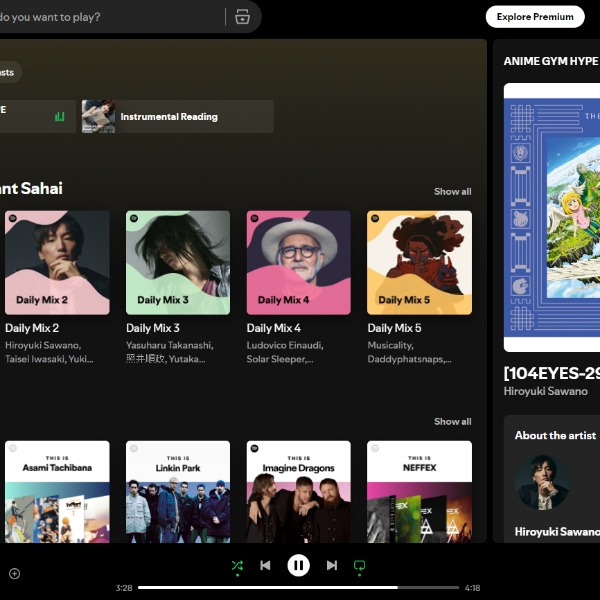 do you want to play?
Explore Premium
sts
ANIME GYM HYPE
PE
Instrumental Reading
THE
ant Sahai
Show all
Daily Mix 2
Daily Mix 3
Daily Mix 4
Daily Mix 5
Daily Mix 2
Daily Mix 3
Daily Mix 4
Daily Mix 5
Hiroyuki Sawano,
Taisei Iwasaki, Yuki...
Yasuharu Takanashi,
照井順政, Yutaka...
Ludovico Einaudi,
Solar Sleeper,...
Musicality,
Daddyphatsnaps,...
[104EYES-29
Hiroyuki Sawano
Show all
About the artist
THIS IS
Asami Tachibana
THIS IS
Linkin Park
THIS IS
Imagine Dragons
THIS IS
NEFFEX
Hiroyuki Sawano
3:28
4:18